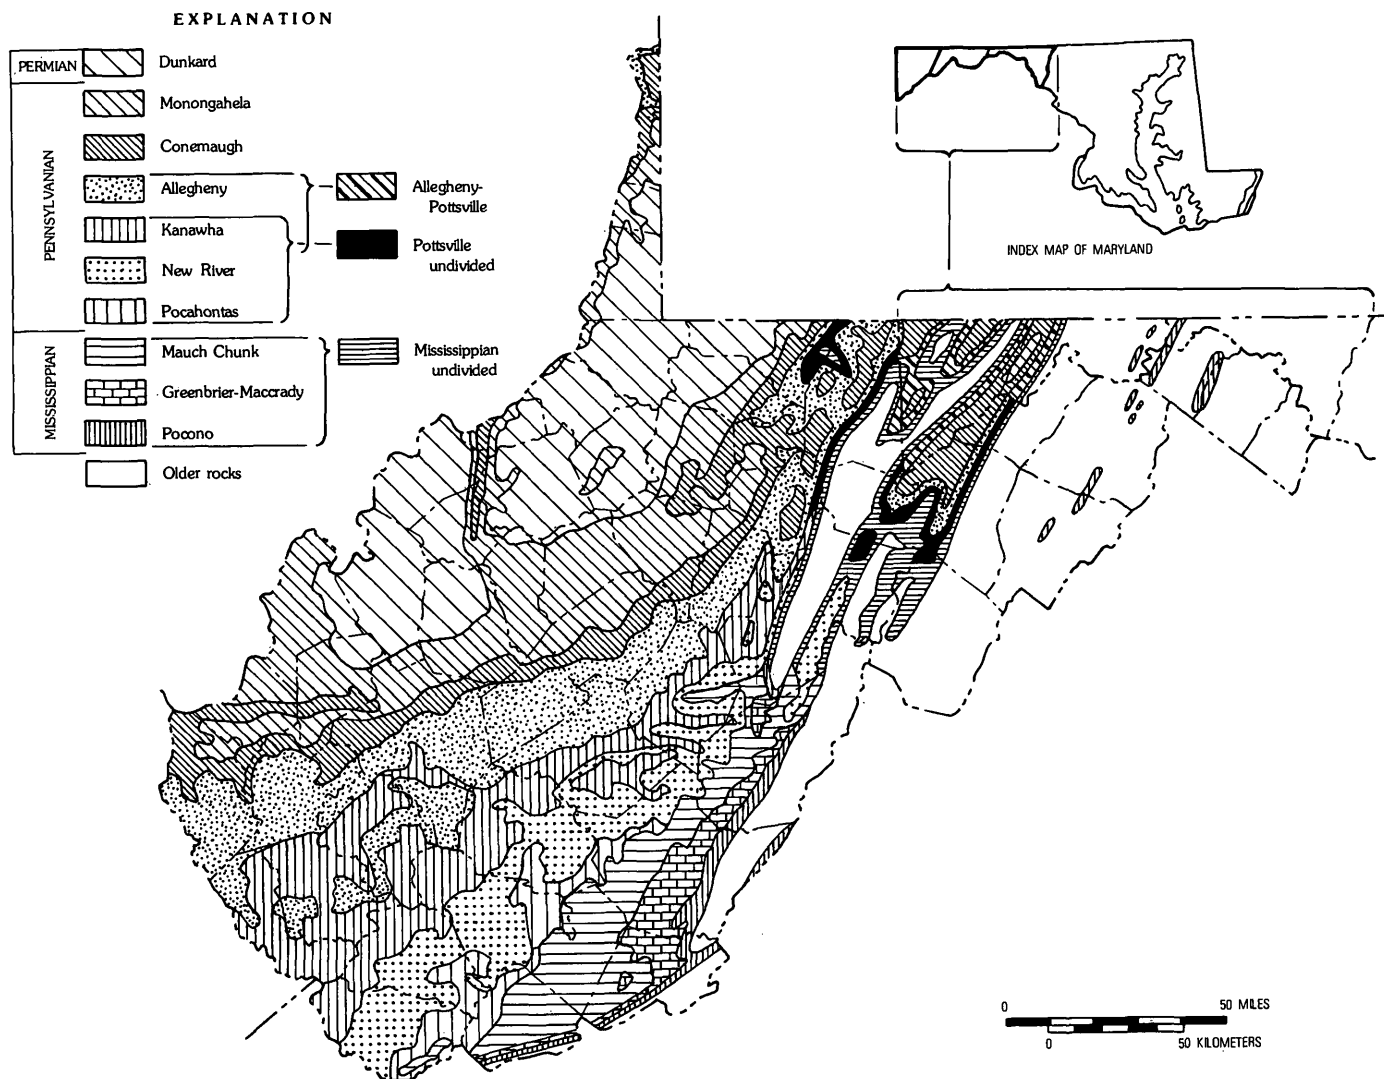 EXPLANATION
PERMIAN
Dunkard
PENNSYLVANIAN
Monongahela
Conemaugh
Allegheny
Kanawha
New River
Pocahontas
Allegheny-
Pottsville
Pottsville
undivided
MISSISSIPPIAN
Mauch Chunk
Greenbrier-Maccrady
Pocono
Mississippian
undivided
Older rocks
INDEX MAP OF MARYLAND
0 50 MILES
0 50 KILOMETERS